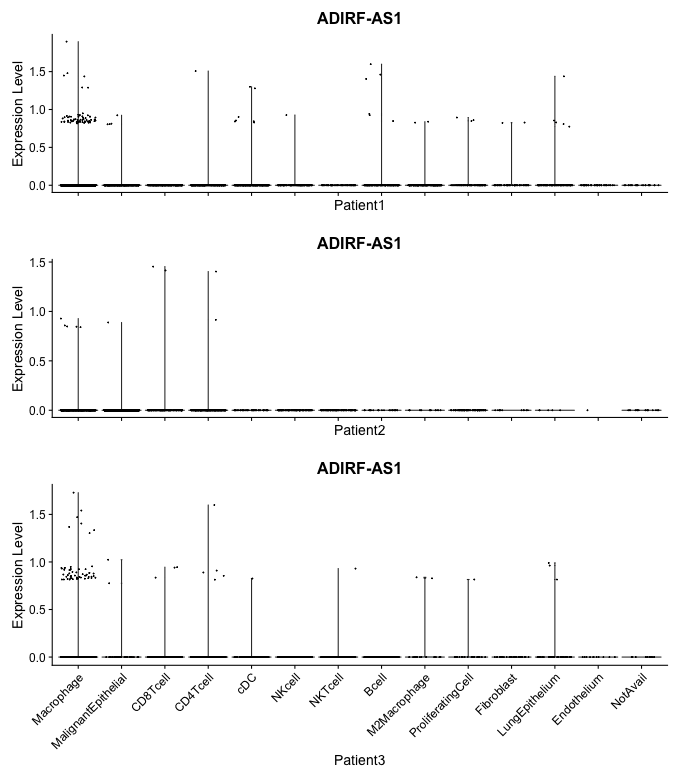 ADIRF-AS1
Expression Level
1.5
1.0
0.5
0.0
Patient1
ADIRF-AS1
Expression Level
1.5
1.0
0.5
0.0
Patient2
ADIRF-AS1
Expression Level
1.5
1.0
0.5
0.0
Macrophage
MalignantEpithelial
CD8Tcell
CD4Tcell
cDC
NKcell
NKTcell
Bcell
M2Macrophage
ProliferatingCell
Fibroblast
LungEpithelium
Endothelium
NotAvail
Patient3